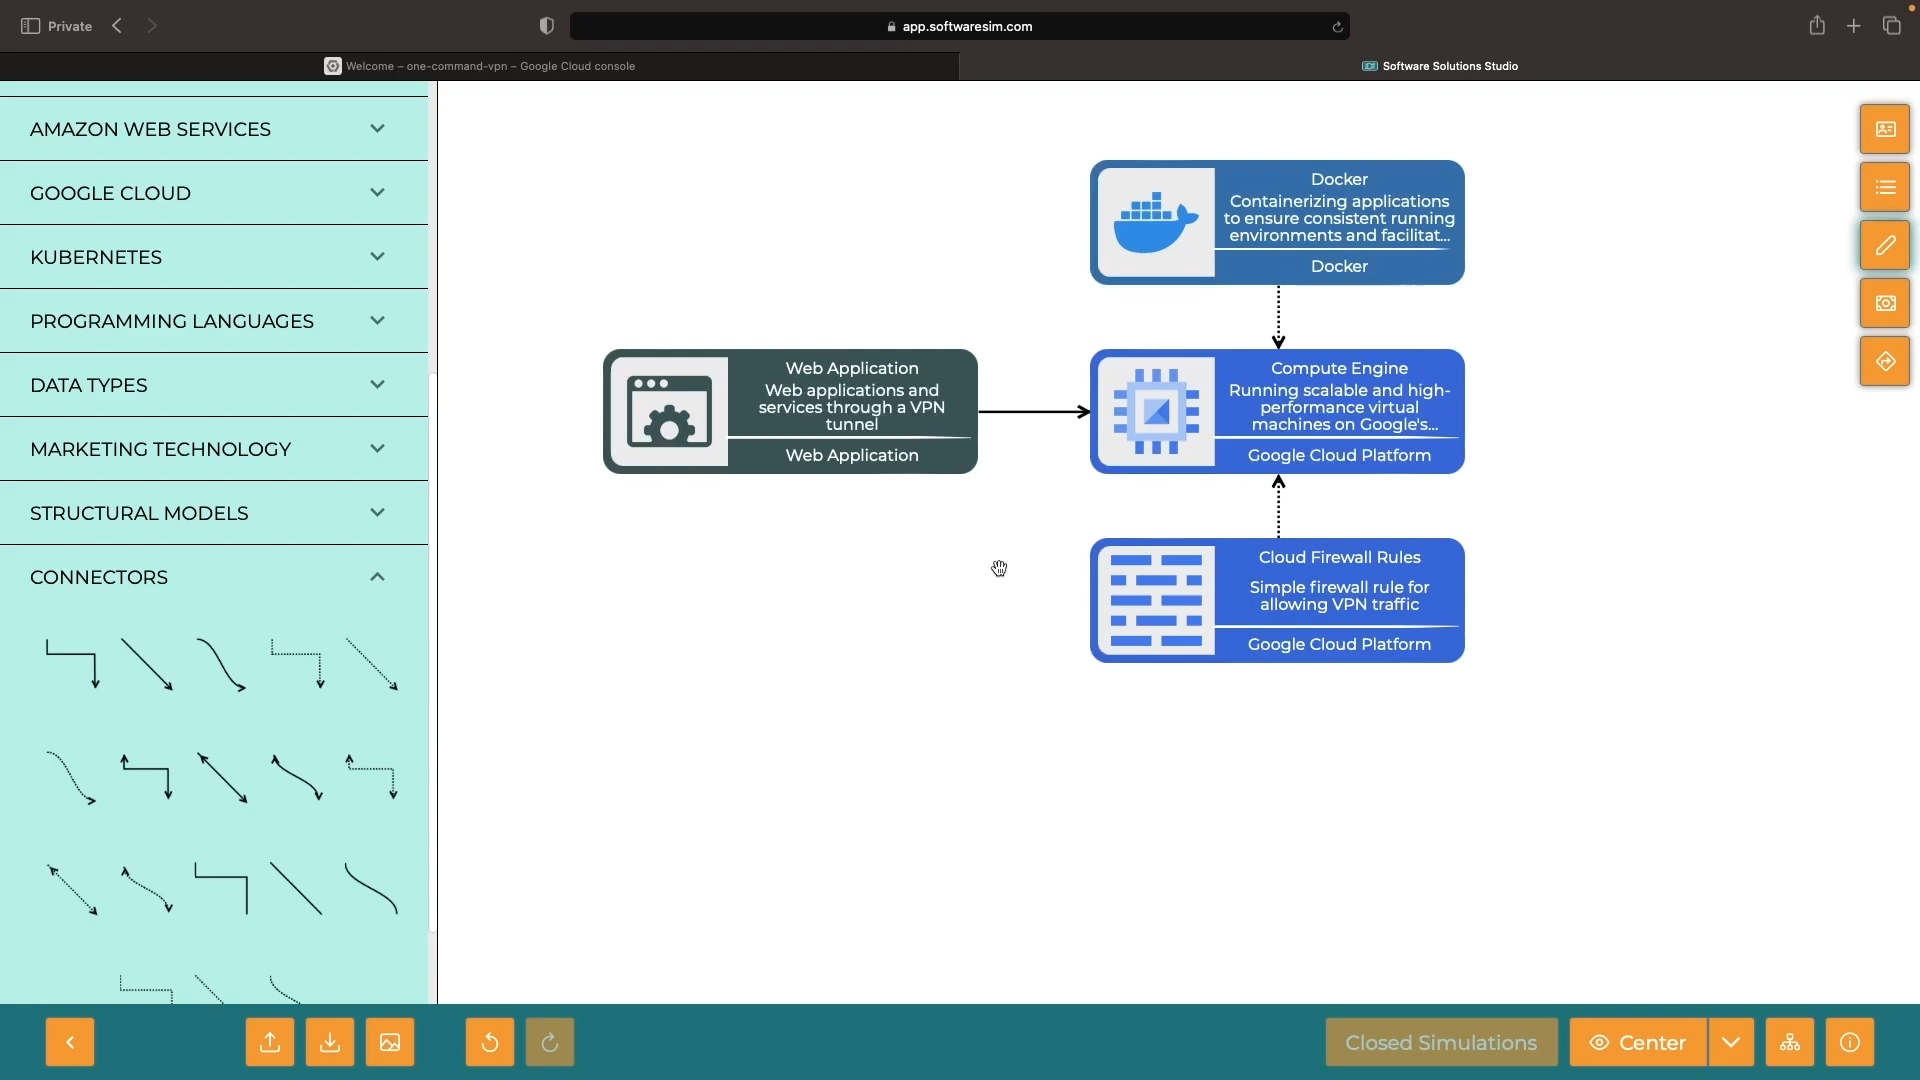 Private
app.softwaresim.com
Welcome – one-command-vpn – Google Cloud console
Software Solutions Studio
AMAZON WEB SERVICES
GOOGLE CLOUD
KUBERNETES
PROGRAMMING LANGUAGES
DATA TYPES
MARKETING TECHNOLOGY
STRUCTURAL MODELS
CONNECTORS
Docker
Containerizing applications
to ensure consistent running
environments and facilitat...
Docker
Web Application
Web applications and
services through a VPN
tunnel
Web Application
Compute Engine
Running scalable and high-
performance virtual
machines on Google's...
Google Cloud Platform
Cloud Firewall Rules
Simple firewall rule for
allowing VPN traffic
Google Cloud Platform
Closed Simulations
Center